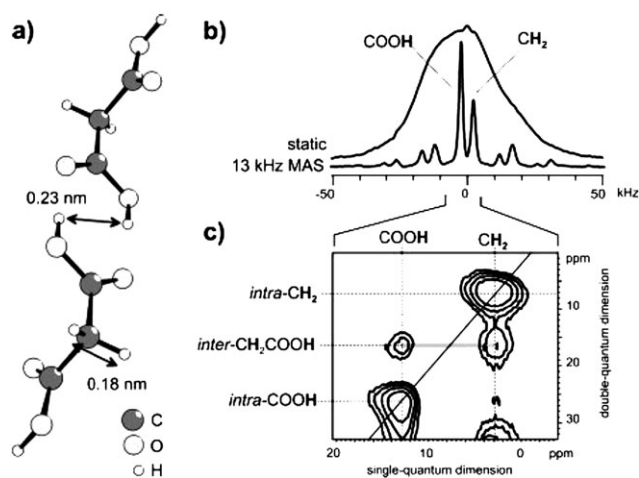 a)
0.23 nm
0.18 nm
C
O
H
b)
COOH
CH2
static
13 kHz MAS
-50
0
50
kHz
c)
COOH
CH2
ppm
intra-CH2
10
inter-CH2COOH
20
intra-COOH
30
double-quantum dimension
20
10
0
ppm
single-quantum dimension